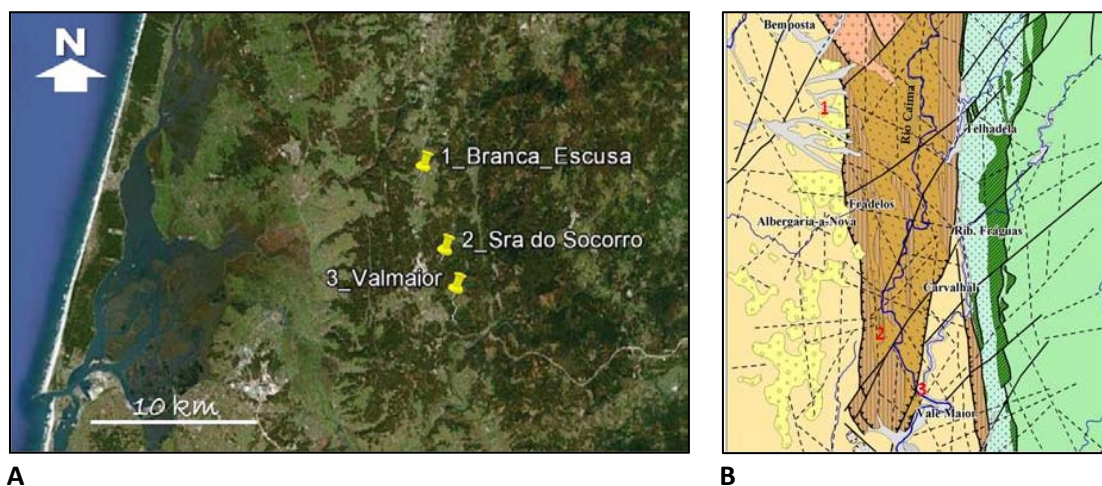 N
1_Branca_Escusa
2_Sra do Socorro
3_Valmaior
10 km
A
Bemposta
1
Rio Caima
Telhadela
Fradelos
Albergaria-a-Nova
Rib. Fraguas
Carvalhal
2
3
Vale Maior
B